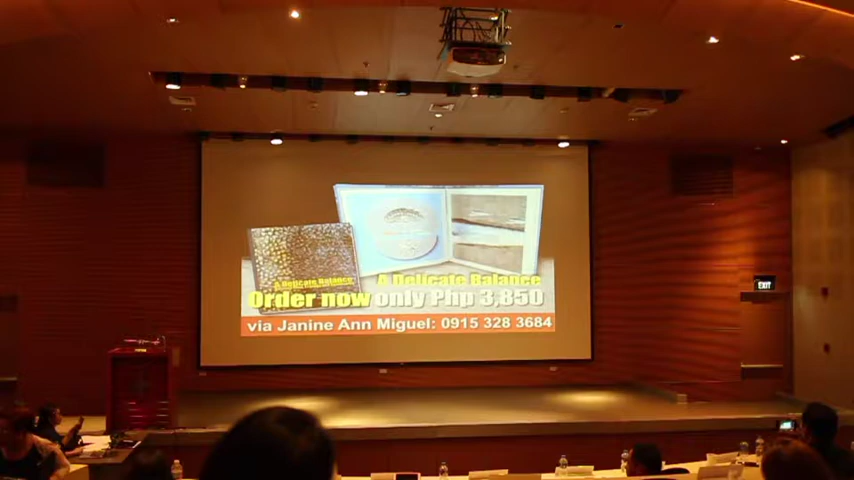 A Delicate Balance
A Delicate Balance
Order now only Php 3,850
via Janine Ann Miguel: 0915 328 3684
EXIT